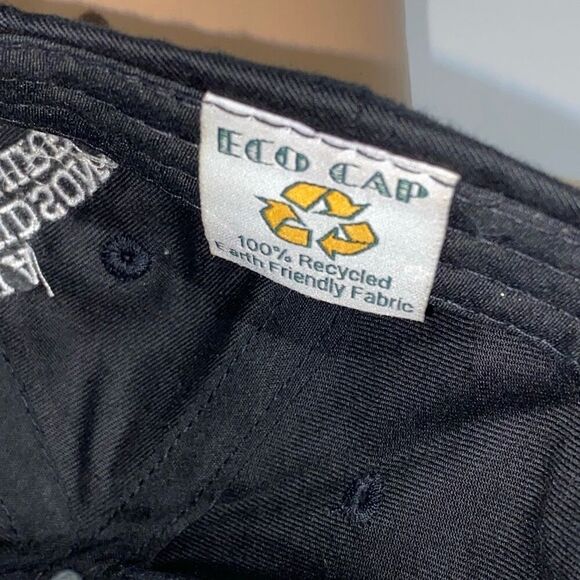 ECO CAP
100% Recycled
Earth Friendly Fabric